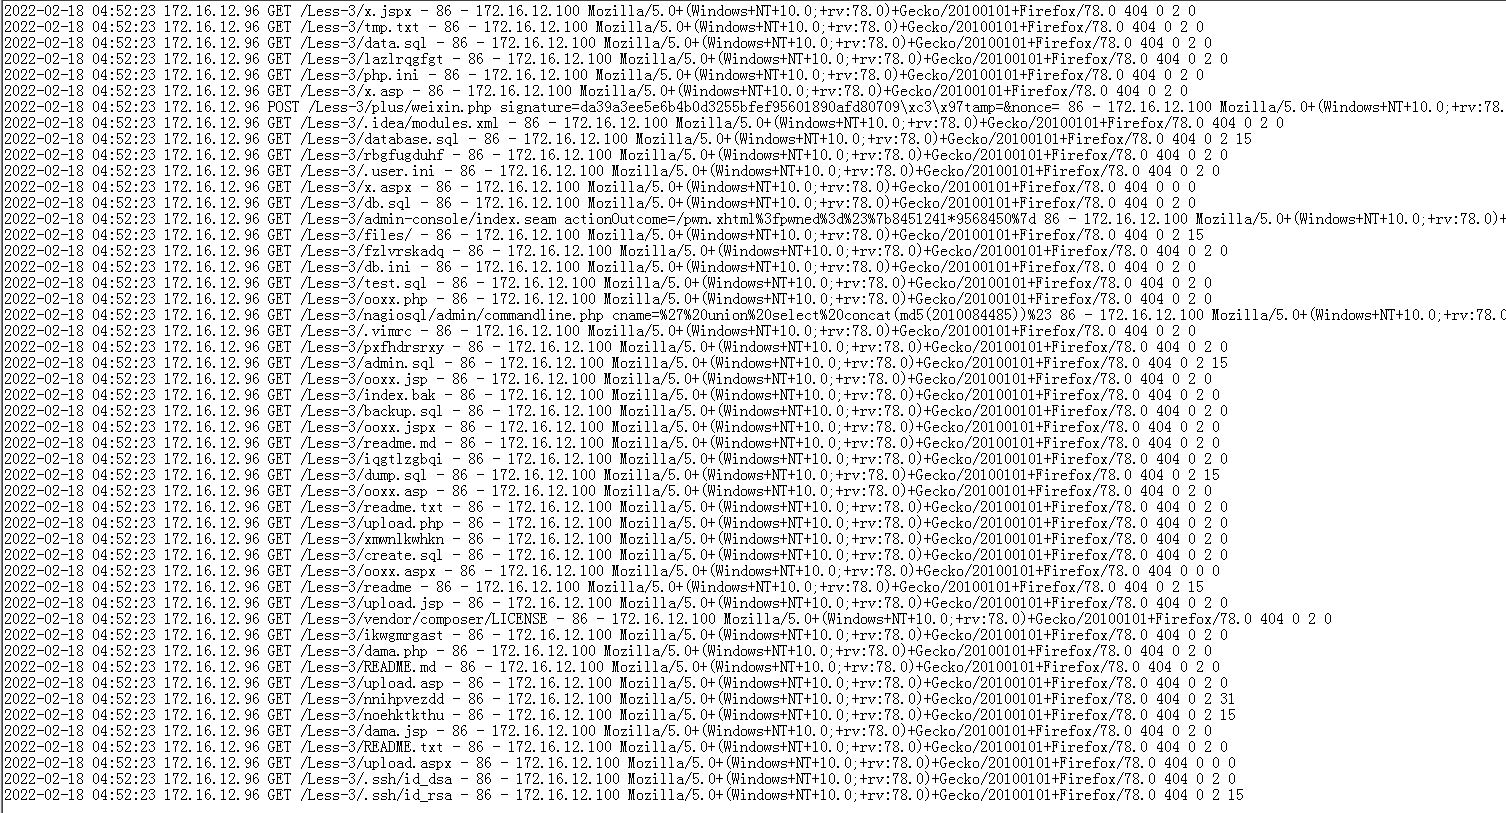 2022-02-18 04:52:23 172.16.12.96 GET /Less-3/x.jspx - 86 - 172.16.12.100 Mozilla/5.0+(Windows+NT+10.0;+rv:78.0)+Gecko/20100101+Firefox/78.0 404 0 2 0
2022-02-18 04:52:23 172.16.12.96 GET /Less-3/tmp.txt - 86 - 172.16.12.100 Mozilla/5.0+(Windows+NT+10.0;+rv:78.0)+Gecko/20100101+Firefox/78.0 404 0 2 0
2022-02-18 04:52:23 172.16.12.96 GET /Less-3/data.sql - 86 - 172.16.12.100 Mozilla/5.0+(Windows+NT+10.0;+rv:78.0)+Gecko/20100101+Firefox/78.0 404 0 2 0
2022-02-18 04:52:23 172.16.12.96 GET /Less-3/lazlrqgfgt - 86 - 172.16.12.100 Mozilla/5.0+(Windows+NT+10.0;+rv:78.0)+Gecko/20100101+Firefox/78.0 404 0 2 0
2022-02-18 04:52:23 172.16.12.96 GET /Less-3/php.ini - 86 - 172.16.12.100 Mozilla/5.0+(Windows+NT+10.0;+rv:78.0)+Gecko/20100101+Firefox/78.0 404 0 2 0
2022-02-18 04:52:23 172.16.12.96 GET /Less-3/x.asp - 86 - 172.16.12.100 Mozilla/5.0+(Windows+NT+10.0;+rv:78.0)+Gecko/20100101+Firefox/78.0 404 0 2 0
2022-02-18 04:52:23 172.16.12.96 POST /Less-3/plus/weixin.php signature=da39a3ee5e6b4b0d3255bfef95601890afd80709\xc3\x97tamp=&nonce= 86 - 172.16.12.100 Mozilla/5.0+(Windows+NT+10.0;+rv:78.
2022-02-18 04:52:23 172.16.12.96 GET /Less-3/.idea/modules.xml - 86 - 172.16.12.100 Mozilla/5.0+(Windows+NT+10.0;+rv:78.0)+Gecko/20100101+Firefox/78.0 404 0 2 0
2022-02-18 04:52:23 172.16.12.96 GET /Less-3/database.sql - 86 - 172.16.12.100 Mozilla/5.0+(Windows+NT+10.0;+rv:78.0)+Gecko/20100101+Firefox/78.0 404 0 2 15
2022-02-18 04:52:23 172.16.12.96 GET /Less-3/rbgfugduhf - 86 - 172.16.12.100 Mozilla/5.0+(Windows+NT+10.0;+rv:78.0)+Gecko/20100101+Firefox/78.0 404 0 2 0
2022-02-18 04:52:23 172.16.12.96 GET /Less-3/.user.ini - 86 - 172.16.12.100 Mozilla/5.0+(Windows+NT+10.0;+rv:78.0)+Gecko/20100101+Firefox/78.0 404 0 2 0
2022-02-18 04:52:23 172.16.12.96 GET /Less-3/x.aspx - 86 - 172.16.12.100 Mozilla/5.0+(Windows+NT+10.0;+rv:78.0)+Gecko/20100101+Firefox/78.0 404 0 0 0
2022-02-18 04:52:23 172.16.12.96 GET /Less-3/db.sql - 86 - 172.16.12.100 Mozilla/5.0+(Windows+NT+10.0;+rv:78.0)+Gecko/20100101+Firefox/78.0 404 0 2 0
2022-02-18 04:52:23 172.16.12.96 GET /Less-3/admin-console/index.seam actionOutcome=/pwn.xhtml%3fpwned%3d%23%7b8451241*9568450%7d 86 - 172.16.12.100 Mozilla/5.0+(Windows+NT+10.0;+rv:78.0)+
2022-02-18 04:52:23 172.16.12.96 GET /Less-3/files/ - 86 - 172.16.12.100 Mozilla/5.0+(Windows+NT+10.0;+rv:78.0)+Gecko/20100101+Firefox/78.0 404 0 2 15
2022-02-18 04:52:23 172.16.12.96 GET /Less-3/fzlvrskadq - 86 - 172.16.12.100 Mozilla/5.0+(Windows+NT+10.0;+rv:78.0)+Gecko/20100101+Firefox/78.0 404 0 2 0
2022-02-18 04:52:23 172.16.12.96 GET /Less-3/db.ini - 86 - 172.16.12.100 Mozilla/5.0+(Windows+NT+10.0;+rv:78.0)+Gecko/20100101+Firefox/78.0 404 0 2 0
2022-02-18 04:52:23 172.16.12.96 GET /Less-3/test.sql - 86 - 172.16.12.100 Mozilla/5.0+(Windows+NT+10.0;+rv:78.0)+Gecko/20100101+Firefox/78.0 404 0 2 0
2022-02-18 04:52:23 172.16.12.96 GET /Less-3/ooxx.php - 86 - 172.16.12.100 Mozilla/5.0+(Windows+NT+10.0;+rv:78.0)+Gecko/20100101+Firefox/78.0 404 0 2 0
2022-02-18 04:52:23 172.16.12.96 GET /Less-3/nagiosql/admin/commandline.php cname=%27%20union%20select%20concat(md5(2010084485))%23 86 - 172.16.12.100 Mozilla/5.0+(Windows+NT+10.0;+rv:78.0
2022-02-18 04:52:23 172.16.12.96 GET /Less-3/.vimrc - 86 - 172.16.12.100 Mozilla/5.0+(Windows+NT+10.0;+rv:78.0)+Gecko/20100101+Firefox/78.0 404 0 2 0
2022-02-18 04:52:23 172.16.12.96 GET /Less-3/pxfhdrsrxy - 86 - 172.16.12.100 Mozilla/5.0+(Windows+NT+10.0;+rv:78.0)+Gecko/20100101+Firefox/78.0 404 0 2 0
2022-02-18 04:52:23 172.16.12.96 GET /Less-3/admin.sql - 86 - 172.16.12.100 Mozilla/5.0+(Windows+NT+10.0;+rv:78.0)+Gecko/20100101+Firefox/78.0 404 0 2 15
2022-02-18 04:52:23 172.16.12.96 GET /Less-3/ooxx.jsp - 86 - 172.16.12.100 Mozilla/5.0+(Windows+NT+10.0;+rv:78.0)+Gecko/20100101+Firefox/78.0 404 0 2 0
2022-02-18 04:52:23 172.16.12.96 GET /Less-3/index.bak - 86 - 172.16.12.100 Mozilla/5.0+(Windows+NT+10.0;+rv:78.0)+Gecko/20100101+Firefox/78.0 404 0 2 0
2022-02-18 04:52:23 172.16.12.96 GET /Less-3/backup.sql - 86 - 172.16.12.100 Mozilla/5.0+(Windows+NT+10.0;+rv:78.0)+Gecko/20100101+Firefox/78.0 404 0 2 0
2022-02-18 04:52:23 172.16.12.96 GET /Less-3/ooxx.jspx - 86 - 172.16.12.100 Mozilla/5.0+(Windows+NT+10.0;+rv:78.0)+Gecko/20100101+Firefox/78.0 404 0 2 0
2022-02-18 04:52:23 172.16.12.96 GET /Less-3/readme.md - 86 - 172.16.12.100 Mozilla/5.0+(Windows+NT+10.0;+rv:78.0)+Gecko/20100101+Firefox/78.0 404 0 2 0
2022-02-18 04:52:23 172.16.12.96 GET /Less-3/iqgtlzgbqi - 86 - 172.16.12.100 Mozilla/5.0+(Windows+NT+10.0;+rv:78.0)+Gecko/20100101+Firefox/78.0 404 0 2 0
2022-02-18 04:52:23 172.16.12.96 GET /Less-3/dump.sql - 86 - 172.16.12.100 Mozilla/5.0+(Windows+NT+10.0;+rv:78.0)+Gecko/20100101+Firefox/78.0 404 0 2 15
2022-02-18 04:52:23 172.16.12.96 GET /Less-3/ooxx.asp - 86 - 172.16.12.100 Mozilla/5.0+(Windows+NT+10.0;+rv:78.0)+Gecko/20100101+Firefox/78.0 404 0 2 0
2022-02-18 04:52:23 172.16.12.96 GET /Less-3/readme.txt - 86 - 172.16.12.100 Mozilla/5.0+(Windows+NT+10.0;+rv:78.0)+Gecko/20100101+Firefox/78.0 404 0 2 0
2022-02-18 04:52:23 172.16.12.96 GET /Less-3/upload.php - 86 - 172.16.12.100 Mozilla/5.0+(Windows+NT+10.0;+rv:78.0)+Gecko/20100101+Firefox/78.0 404 0 2 0
2022-02-18 04:52:23 172.16.12.96 GET /Less-3/xmwnlkwhkn - 86 - 172.16.12.100 Mozilla/5.0+(Windows+NT+10.0;+rv:78.0)+Gecko/20100101+Firefox/78.0 404 0 2 0
2022-02-18 04:52:23 172.16.12.96 GET /Less-3/create.sql - 86 - 172.16.12.100 Mozilla/5.0+(Windows+NT+10.0;+rv:78.0)+Gecko/20100101+Firefox/78.0 404 0 2 0
2022-02-18 04:52:23 172.16.12.96 GET /Less-3/ooxx.aspx - 86 - 172.16.12.100 Mozilla/5.0+(Windows+NT+10.0;+rv:78.0)+Gecko/20100101+Firefox/78.0 404 0 0 0
2022-02-18 04:52:23 172.16.12.96 GET /Less-3/readme - 86 - 172.16.12.100 Mozilla/5.0+(Windows+NT+10.0;+rv:78.0)+Gecko/20100101+Firefox/78.0 404 0 2 15
2022-02-18 04:52:23 172.16.12.96 GET /Less-3/upload.jsp - 86 - 172.16.12.100 Mozilla/5.0+(Windows+NT+10.0;+rv:78.0)+Gecko/20100101+Firefox/78.0 404 0 2 0
2022-02-18 04:52:23 172.16.12.96 GET /Less-3/vendor/composer/LICENSE - 86 - 172.16.12.100 Mozilla/5.0+(Windows+NT+10.0;+rv:78.0)+Gecko/20100101+Firefox/78.0 404 0 2 0
2022-02-18 04:52:23 172.16.12.96 GET /Less-3/ikwgmrgast - 86 - 172.16.12.100 Mozilla/5.0+(Windows+NT+10.0;+rv:78.0)+Gecko/20100101+Firefox/78.0 404 0 2 0
2022-02-18 04:52:23 172.16.12.96 GET /Less-3/dama.php - 86 - 172.16.12.100 Mozilla/5.0+(Windows+NT+10.0;+rv:78.0)+Gecko/20100101+Firefox/78.0 404 0 2 0
2022-02-18 04:52:23 172.16.12.96 GET /Less-3/README.md - 86 - 172.16.12.100 Mozilla/5.0+(Windows+NT+10.0;+rv:78.0)+Gecko/20100101+Firefox/78.0 404 0 2 0
2022-02-18 04:52:23 172.16.12.96 GET /Less-3/upload.asp - 86 - 172.16.12.100 Mozilla/5.0+(Windows+NT+10.0;+rv:78.0)+Gecko/20100101+Firefox/78.0 404 0 2 0
2022-02-18 04:52:23 172.16.12.96 GET /Less-3/nnihpvezdd - 86 - 172.16.12.100 Mozilla/5.0+(Windows+NT+10.0;+rv:78.0)+Gecko/20100101+Firefox/78.0 404 0 2 31
2022-02-18 04:52:23 172.16.12.96 GET /Less-3/noehktkthu - 86 - 172.16.12.100 Mozilla/5.0+(Windows+NT+10.0;+rv:78.0)+Gecko/20100101+Firefox/78.0 404 0 2 15
2022-02-18 04:52:23 172.16.12.96 GET /Less-3/dama.jsp - 86 - 172.16.12.100 Mozilla/5.0+(Windows+NT+10.0;+rv:78.0)+Gecko/20100101+Firefox/78.0 404 0 2 0
2022-02-18 04:52:23 172.16.12.96 GET /Less-3/README.txt - 86 - 172.16.12.100 Mozilla/5.0+(Windows+NT+10.0;+rv:78.0)+Gecko/20100101+Firefox/78.0 404 0 2 0
2022-02-18 04:52:23 172.16.12.96 GET /Less-3/upload.aspx - 86 - 172.16.12.100 Mozilla/5.0+(Windows+NT+10.0;+rv:78.0)+Gecko/20100101+Firefox/78.0 404 0 0 0
2022-02-18 04:52:23 172.16.12.96 GET /Less-3/.ssh/id_dsa - 86 - 172.16.12.100 Mozilla/5.0+(Windows+NT+10.0;+rv:78.0)+Gecko/20100101+Firefox/78.0 404 0 2 0
2022-02-18 04:52:23 172.16.12.96 GET /Less-3/.ssh/id_rsa - 86 - 172.16.12.100 Mozilla/5.0+(Windows+NT+10.0;+rv:78.0)+Gecko/20100101+Firefox/78.0 404 0 2 15